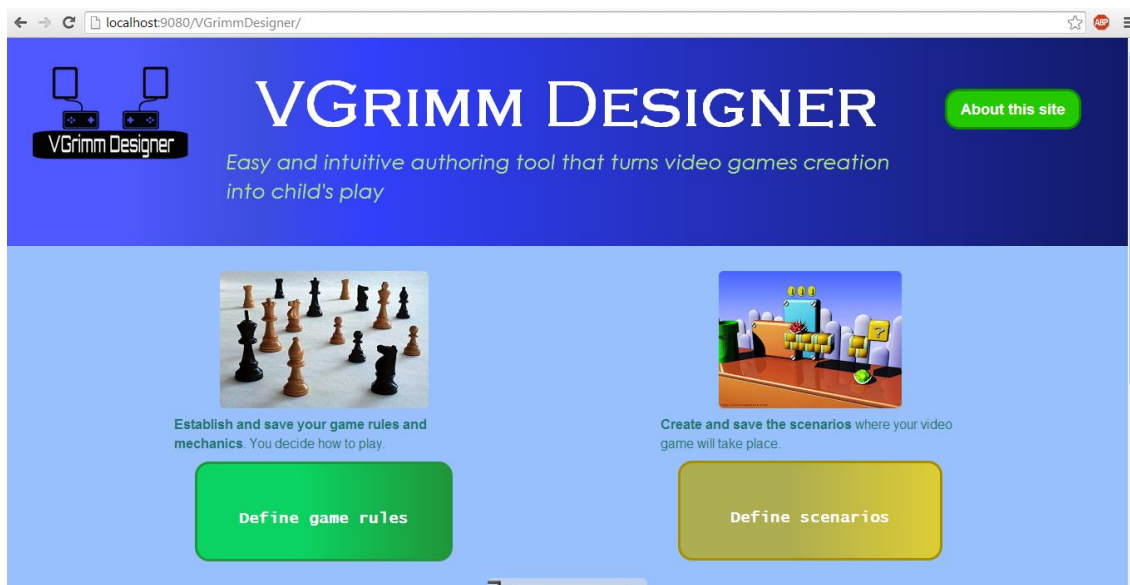 localhost:9080/VGrimmDesigner/
ABP
VGrimm Designer
VGRIMM DESIGNER
About this site
Easy and intuitive authoring tool that turns video games creation
into child's play
Establish and save your game rules and
mechanics. You decide how to play.
Create and save the scenarios where your video
game will take place.
Define game rules
Define scenarios